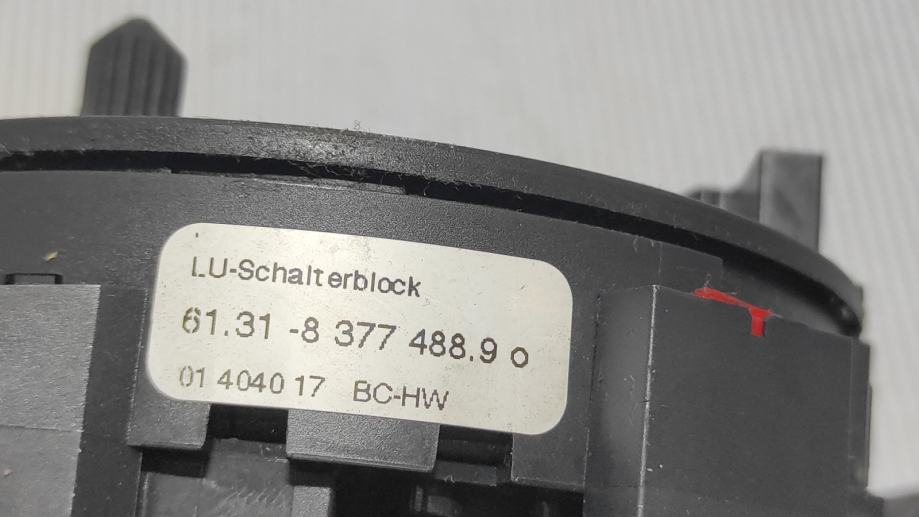 LU-Schalterblock
61.31 -8 377 488.9 o
01 4040 17 BC-HW